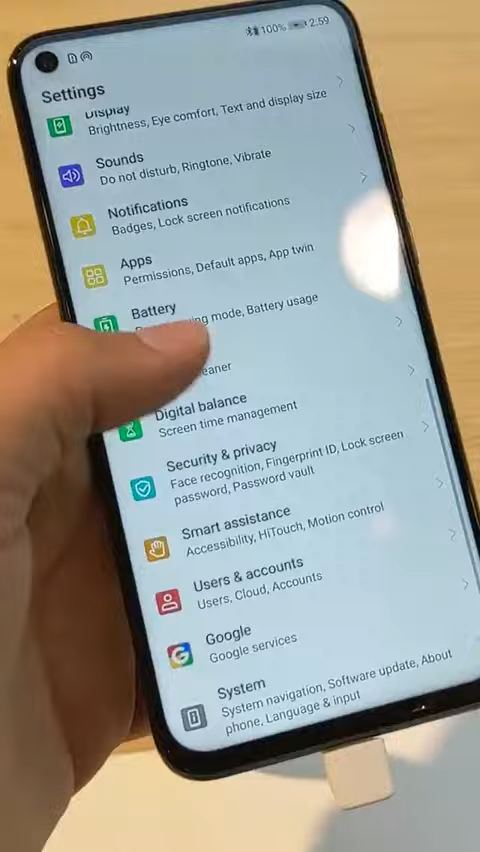 100% 2:59
Settings
Display
Brightness, Eye comfort, Text and display size
Sounds
Do not disturb, Ringtone, Vibrate
Notifications
Badges, Lock screen notifications
Apps
Permissions, Default apps, App twin
Battery
mode, Battery usage
Digital balance
Screen time management
Security & privacy
Face recognition, Fingerprint ID, Lock screen
password, Password vault
Smart assistance
Accessibility, HiTouch, Motion control
Users & accounts
Users, Cloud, Accounts
Google
Google services
System
System navigation, Software update, About
phone, Language & input